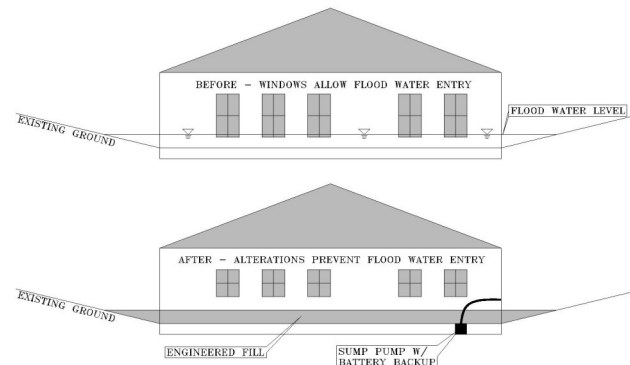 BEFORE - WINDOWS ALLOW FLOOD WATER ENTRY
FLOOD WATER LEVEL
EXISTING GROUND
AFTER - ALTERATIONS PREVENT FLOOD WATER ENTRY
EXISTING GROUND
ENGINEERED FILL
SUMP PUMP W/
BATTERY BACKUP